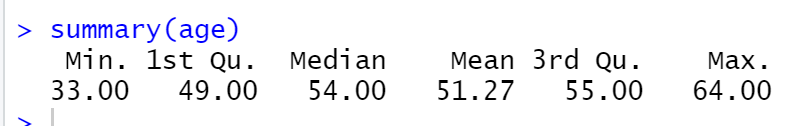 > summary(age)
Min. 1st Qu. Median Mean 3rd Qu. Max.
33.00 49.00 54.00 51.27 55.00 64.00
>